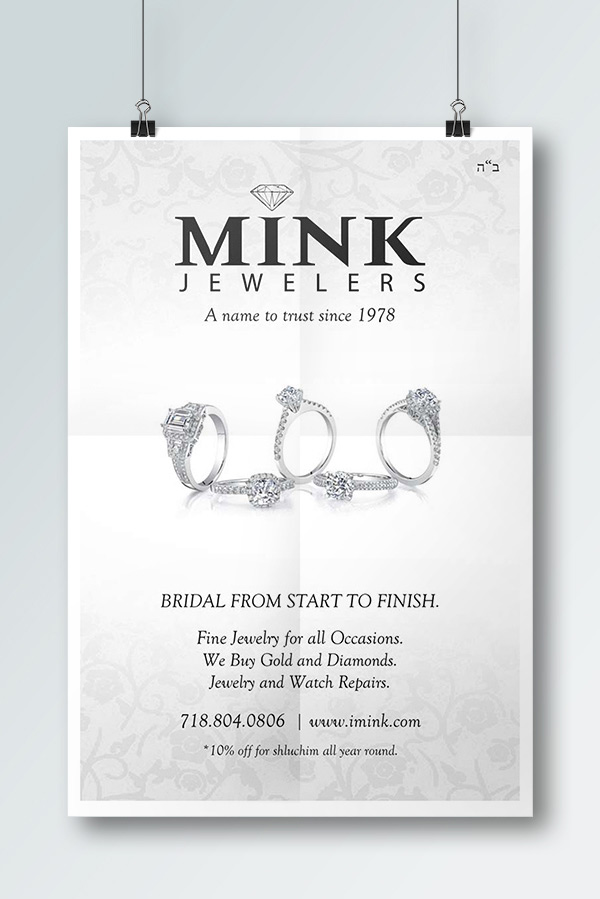 ב"ה
MINK
JEWELERS
A name to trust since 1978
BRIDAL FROM START TO FINISH.
Fine Jewelry for all Occasions.
We Buy Gold and Diamonds.
Jewelry and Watch Repairs.
718.804.0806 | www.imink.com
*10% off for shluchim all year round.